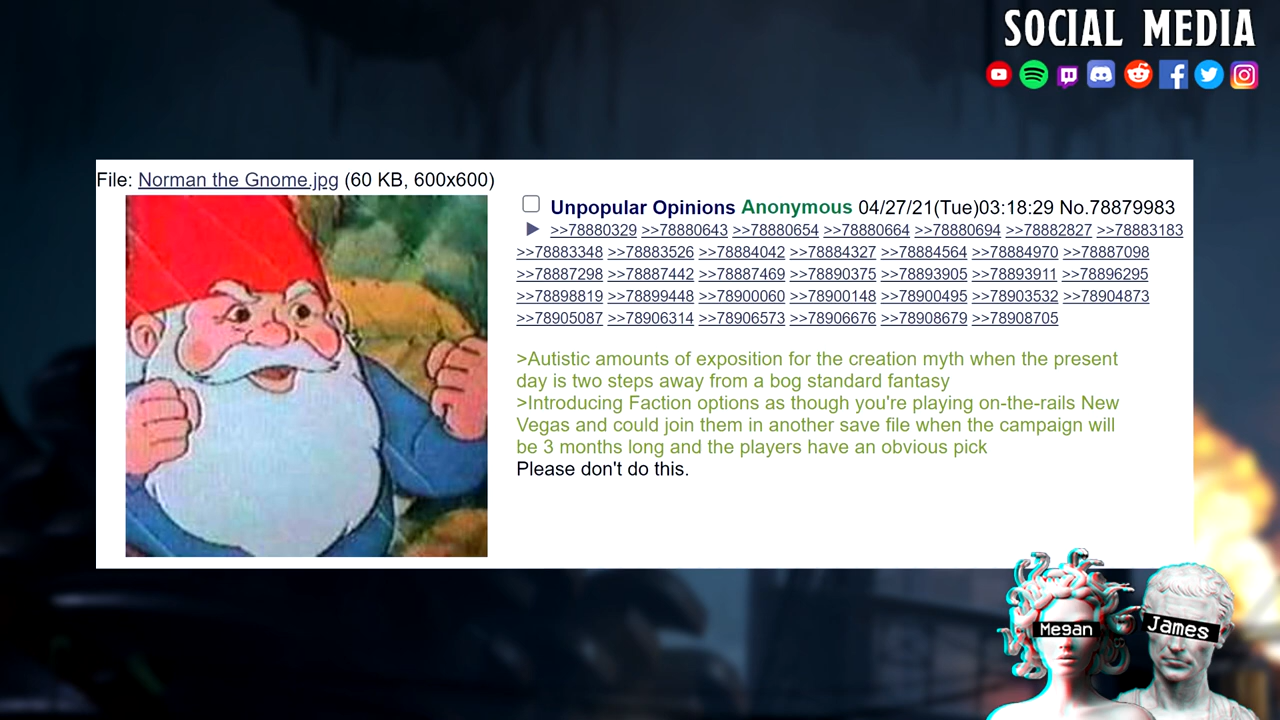 SOCIAL MEDIA
File: Norman the Gnome.jpg (60 KB, 600x600)
Unpopular Opinions Anonymous 04/27/21(Tue)03:18:29 No.78879983
>>78880329 >>78880643 >>78880654 >>78880664 >>78880694 >>78882827 >>78883183
>>78883348 >>78883526 >>78884042 >>78884327 >>78884564 >>78884970 >>78887098
>>78887298 >>78887442 >>78887469 >>78890375 >>78893905 >>78893911 >>78896295
>>78898819 >>78899448 >>78900060 >>78900148 >>78900495 >>78903532 >>78904873
>>78905087 >>78906314 >>78906573 >>78906676 >>78908679 >>78908705
>Autistic amounts of exposition for the creation myth when the present
day is two steps away from a bog standard fantasy
>Introducing Faction options as though you're playing on-the-rails New
Vegas and could join them in another save file when the campaign will
be 3 months long and the players have an obvious pick
Please don't do this.
Megan
James